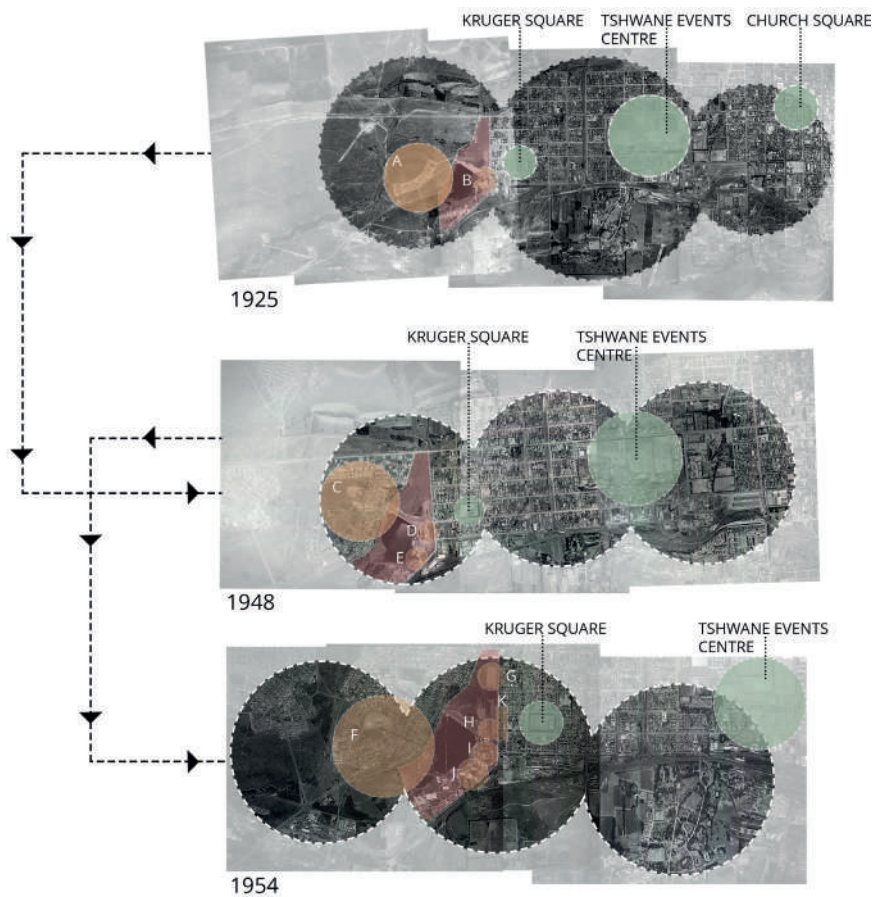 KRUGER SQUARE
TSHWANE EVENTS
CENTRE
CHURCH SQUARE
A
B
1925
KRUGER SQUARE
TSHWANE EVENTS
CENTRE
C
D
E
1948
KRUGER SQUARE
TSHWANE EVENTS
CENTRE
G
K
F
H
I
J
1954